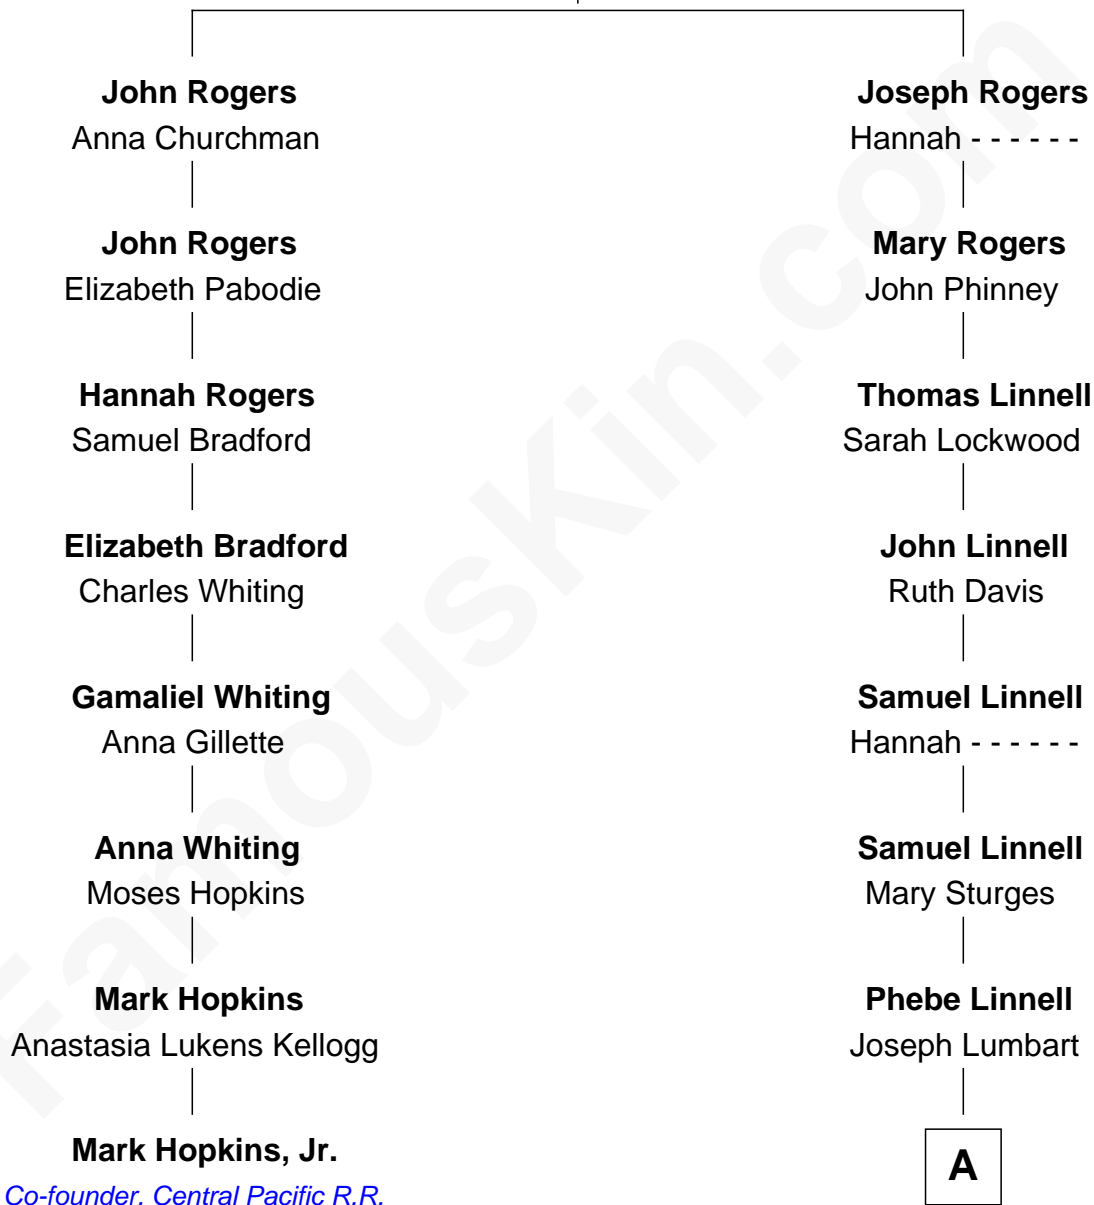 John Rogers
Anna Churchman
John Rogers
Elizabeth Pabodie
Hannah Rogers
Samuel Bradford
Elizabeth Bradford
Charles Whiting
Gamaliel Whiting
Anna Gillette
Anna Whiting
Moses Hopkins
Mark Hopkins
Anastasia Lukens Kellogg
Mark Hopkins, Jr.
Co-founder, Central Pacific R.R.
Joseph Rogers
Hannah - - - - - -
Mary Rogers
John Phinney
Thomas Linnell
Sarah Lockwood
John Linnell
Ruth Davis
Samuel Linnell
Hannah - - - - - -
Samuel Linnell
Mary Sturges
Phebe Linnell
Joseph Lumbart
A
FamousKin.com